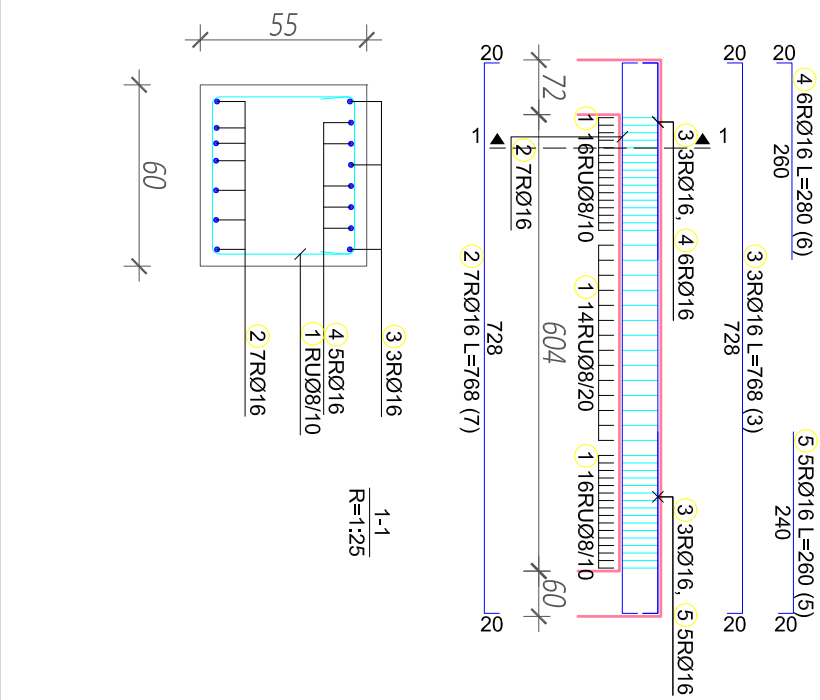 55
60
② 7RØ16
① RUØ8/10
④ 5RØ16
③ 3RØ16
1-1
R=1:25
④ 6RØ16 L=280 (6)
260
20
⑤ 5RØ16 L=260 (5)
240
20
20
③ 3RØ16 L=768 (3)
728
20
③ 3RØ16, ④ 6RØ16
③ 3RØ16, ⑤ 5RØ16
1
1
① 16RUØ8/10
① 14RUØ8/20
① 16RUØ8/10
72
604
60
② 7RØ16
20
② 7RØ16 L=768 (7)
728
20